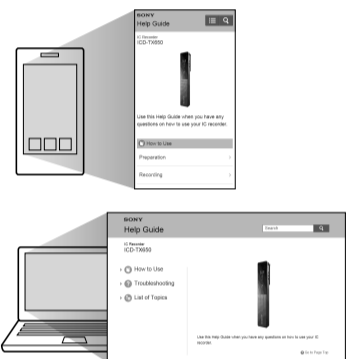 SONY
Help Guide
IC Recorder
ICD-TX650
Use this Help Guide when you have any
questions on how to use your IC recorder.
How to Use
Preparation
Recording
SONY
Help Guide
Search
IC Recorder
ICD-TX650
How to Use
Troubleshooting
List of Topics
Use this Help Guide when you have any questions on how to use your IC
recorder.
Go to Page Top